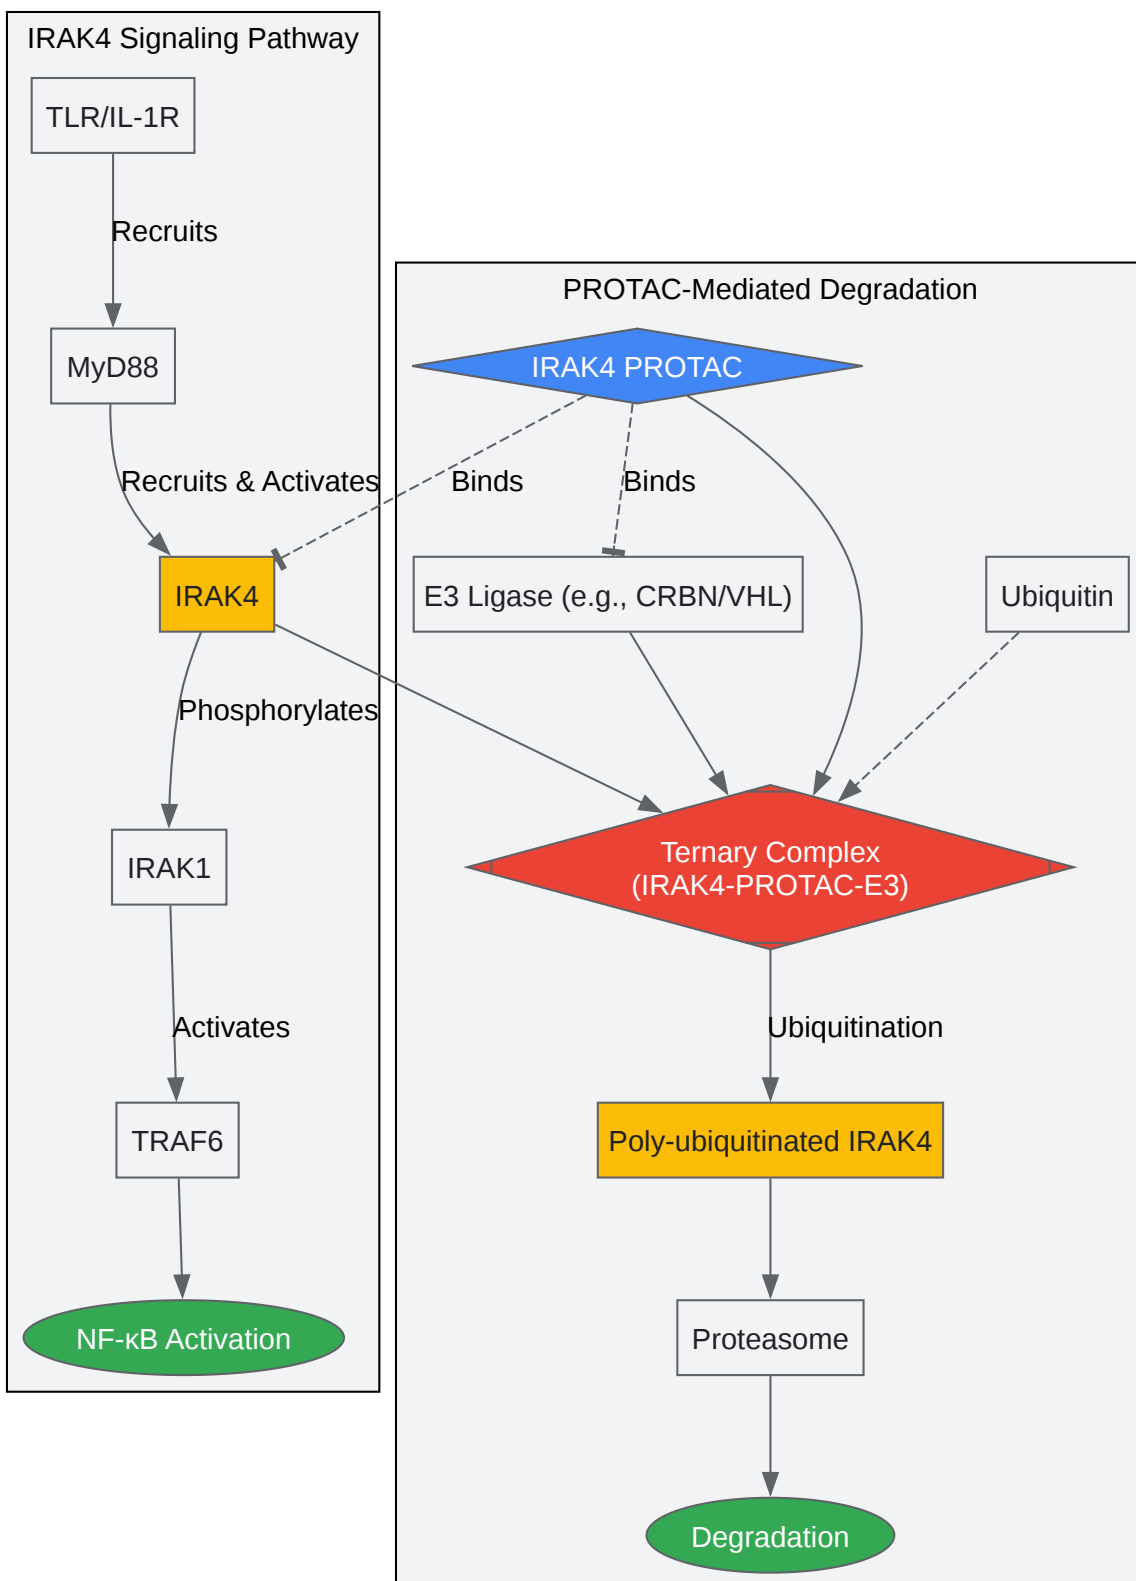 IRAK4 Signaling Pathway
TLR/IL-1R
Recruits
MyD88
Recruits & Activates
IRAK4
Phosphorylates
IRAK1
Activates
TRAF6
NF-κB Activation
PROTAC-Mediated Degradation
IRAK4 PROTAC
Binds
Binds
E3 Ligase (e.g., CRBN/VHL)
Ubiquitin
Ternary Complex
(IRAK4-PROTAC-E3)
Ubiquitination
Poly-ubiquitinated IRAK4
Proteasome
Degradation